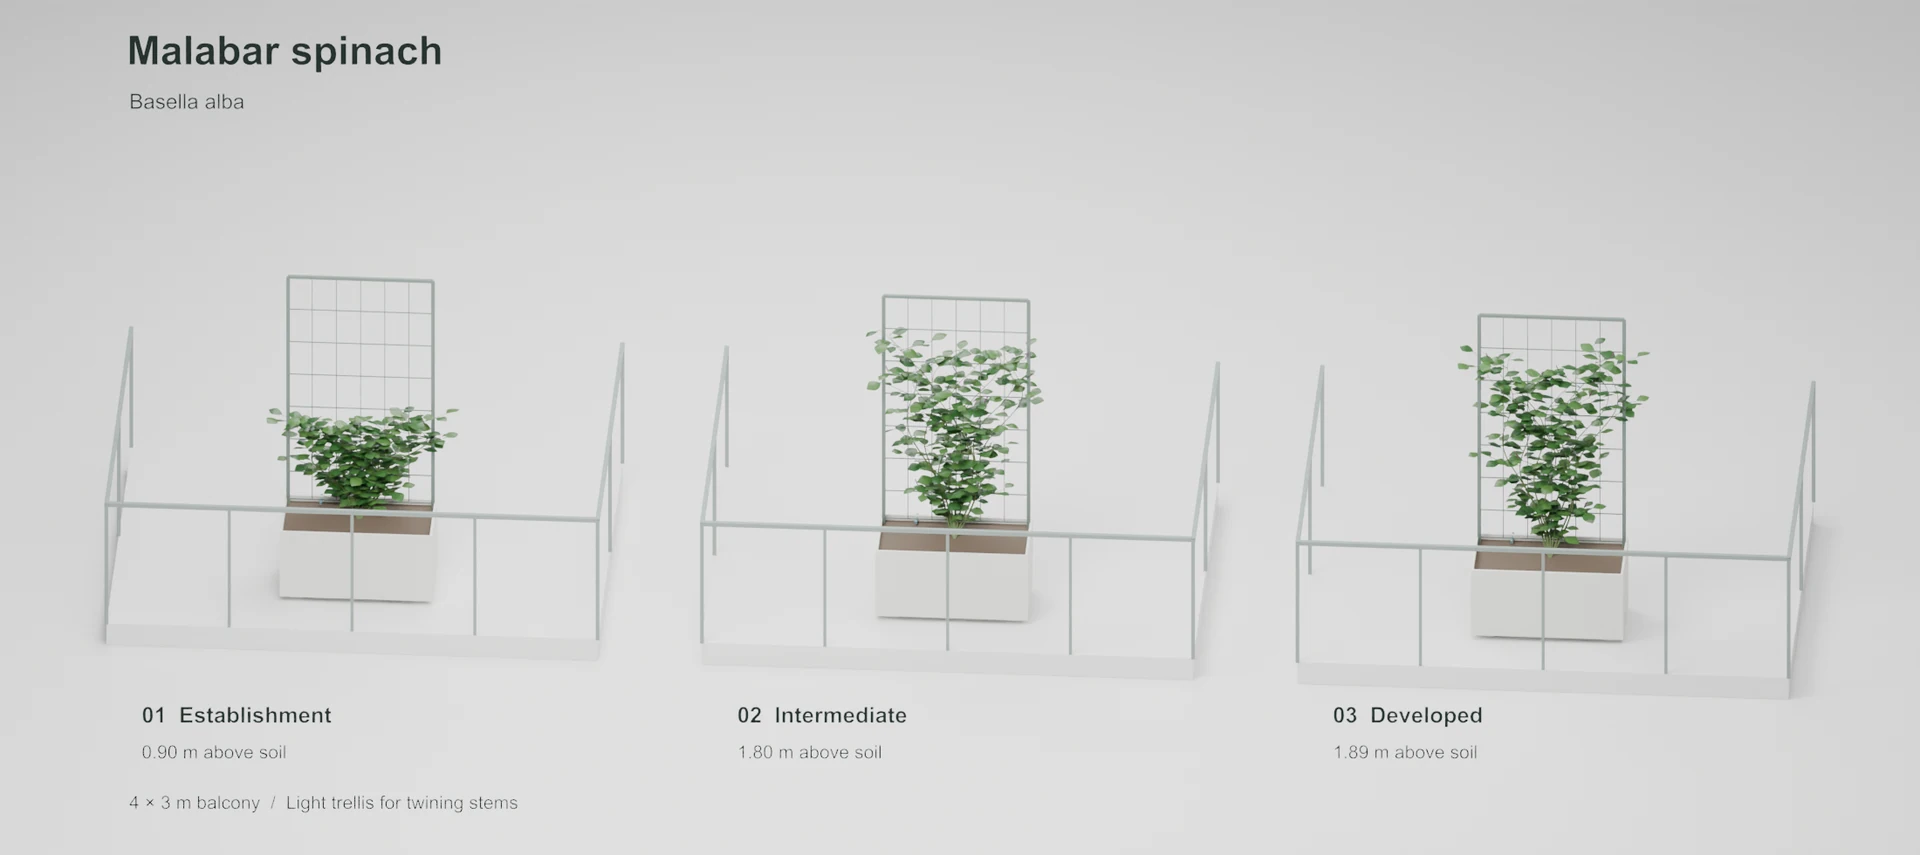 Malabar spinach
Basella alba
01 Establishment
0.90 m above soil
02 Intermediate
1.80 m above soil
03 Developed
1.89 m above soil
4 × 3 m balcony / Light trellis for twining stems